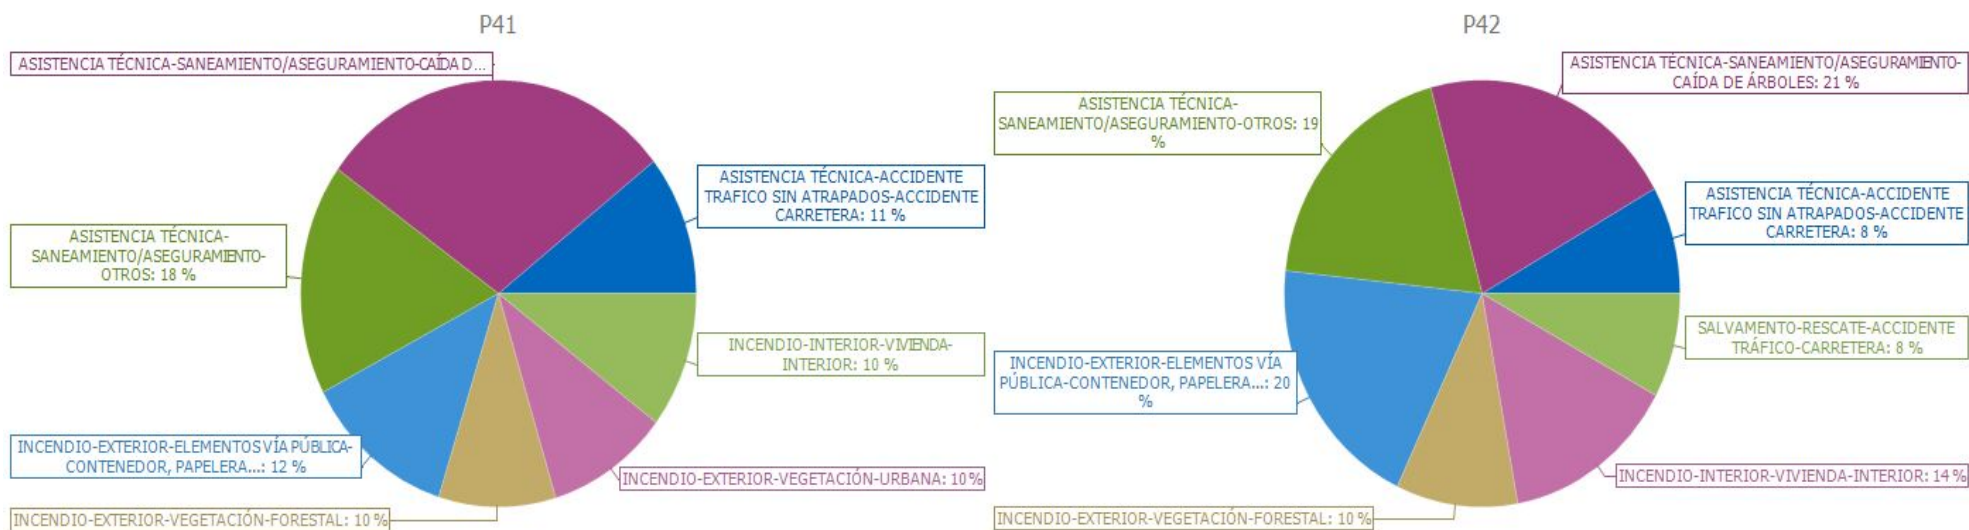 P41
ASISTENCIA TÉCNICA-SANEAMIENTO/ASEGURAMIENTO-CAÍDA D...
ASISTENCIA TÉCNICA-ACCIDENTE
TRAFICO SIN ATRAPADOS-ACCIDENTE
CARRETERA: 11 %
ASISTENCIA TÉCNICA-
SANEAMIENTO/ASEGURAMIENTO-
OTROS: 18 %
INCENDIO-INTERIOR-VIVIENDA-
INTERIOR: 10 %
INCENDIO-EXTERIOR-ELEMENTOS VÍA PÚBLICA-
CONTENEDOR, PAPELERA...: 12 %
INCENDIO-EXTERIOR-VEGETACIÓN-URBANA: 10 %
INCENDIO-EXTERIOR-VEGETACIÓN-FORESTAL: 10 %
P42
ASISTENCIA TÉCNICA-SANEAMIENTO/ASEGURAMIENTO-
CAÍDA DE ÁRBOLES: 21 %
ASISTENCIA TÉCNICA-
SANEAMIENTO/ASEGURAMIENTO-OTROS: 19
%
ASISTENCIA TÉCNICA-ACCIDENTE
TRAFICO SIN ATRAPADOS-ACCIDENTE
CARRETERA: 8 %
SALVAMENTO-RESCATE-ACCIDENTE
TRÁFICO-CARRETERA: 8 %
INCENDIO-EXTERIOR-ELEMENTOS VÍA
PÚBLICA-CONTENEDOR, PAPELERA...: 20
%
INCENDIO-INTERIOR-VIVIENDA-INTERIOR: 14 %
INCENDIO-EXTERIOR-VEGETACIÓN-FORESTAL: 10 %